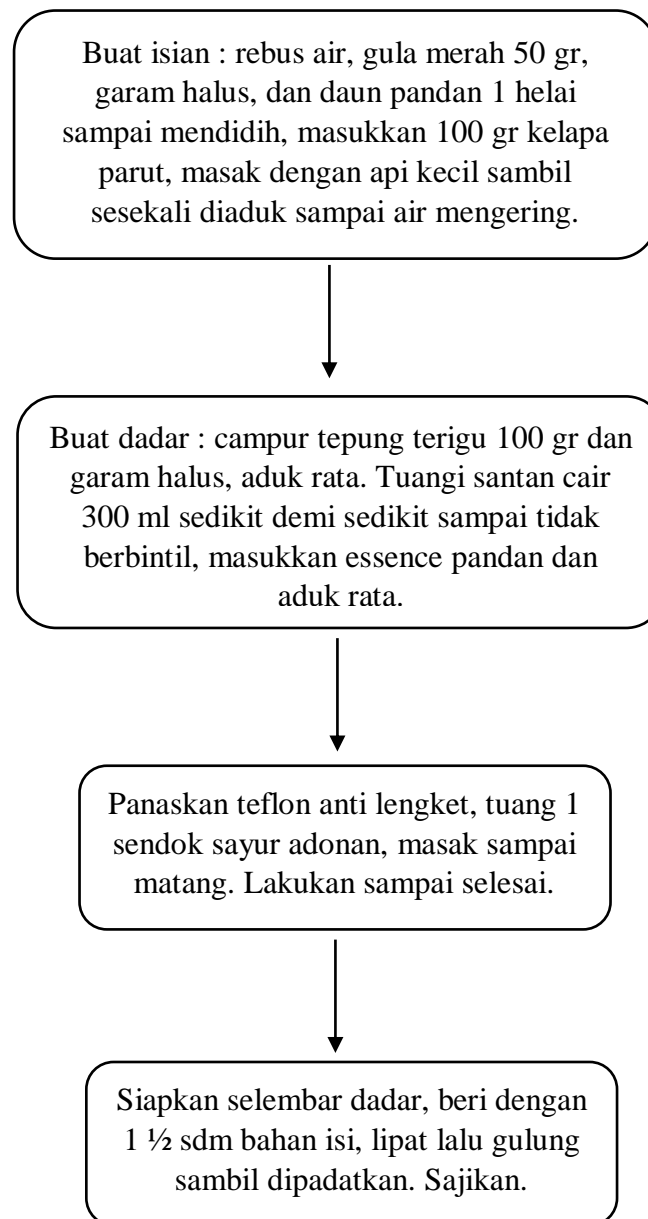 Buat isian : rebus air, gula merah 50 gr,
garam halus, dan daun pandan 1 helai
sampai mendidih, masukkan 100 gr kelapa
parut, masak dengan api kecil sambil
sesekali diaduk sampai air mengering.
Buat dadar : campur tepung terigu 100 gr dan
garam halus, aduk rata. Tuangi santan cair
300 ml sedikit demi sedikit sampai tidak
berbintil, masukkan essence pandan dan
aduk rata.
Panaskan teflon anti lengket, tuang 1
sendok sayur adonan, masak sampai
matang. Lakukan sampai selesai.
Siapkan selembar dadar, beri dengan
1 ½ sdm bahan isi, lipat lalu gulung
sambil dipadatkan. Sajikan.